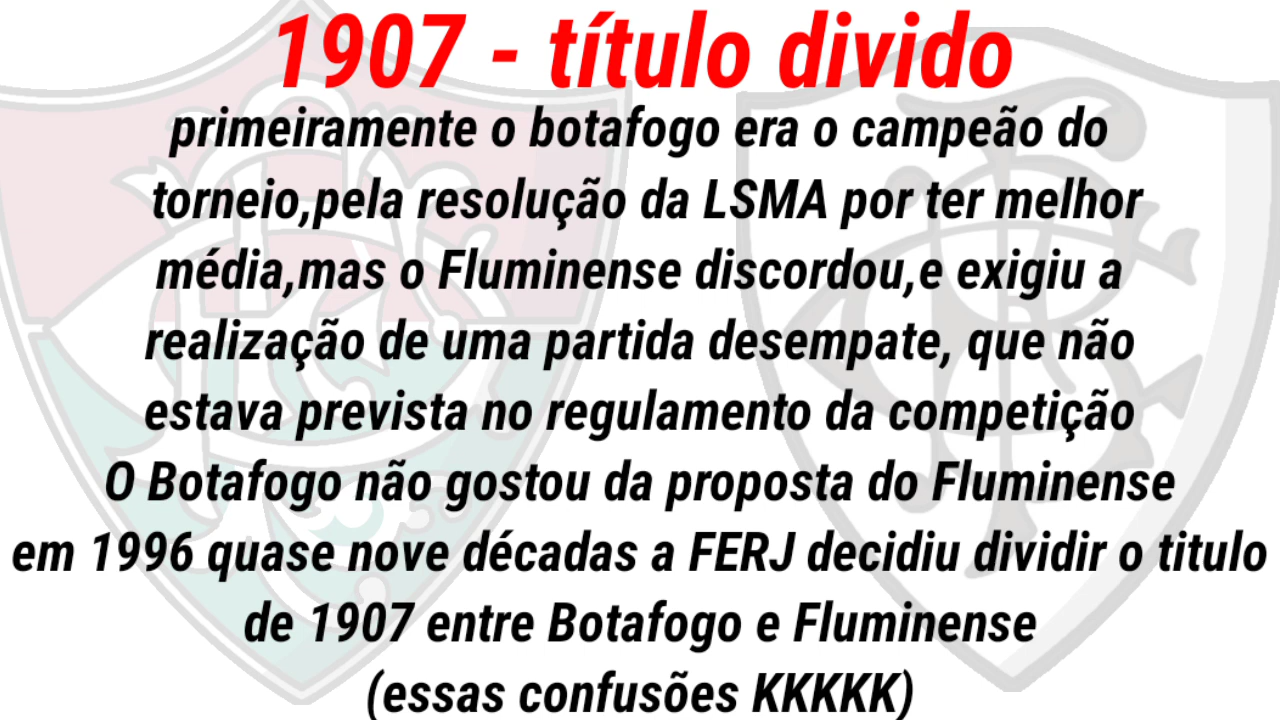 1907 - título divido
primeiramente o botafogo era o campeão do
torneio,pela resolução da LSMA por ter melhor
média,mas o Fluminense discordou,e exigiu a
realização de uma partida desempate, que não
estava prevista no regulamento da competição
O Botafogo não gostou da proposta do Fluminense
em 1996 quase nove décadas a FERJ decidiu dividir o titulo
de 1907 entre Botafogo e Fluminense
(essas confusões KKKKK)